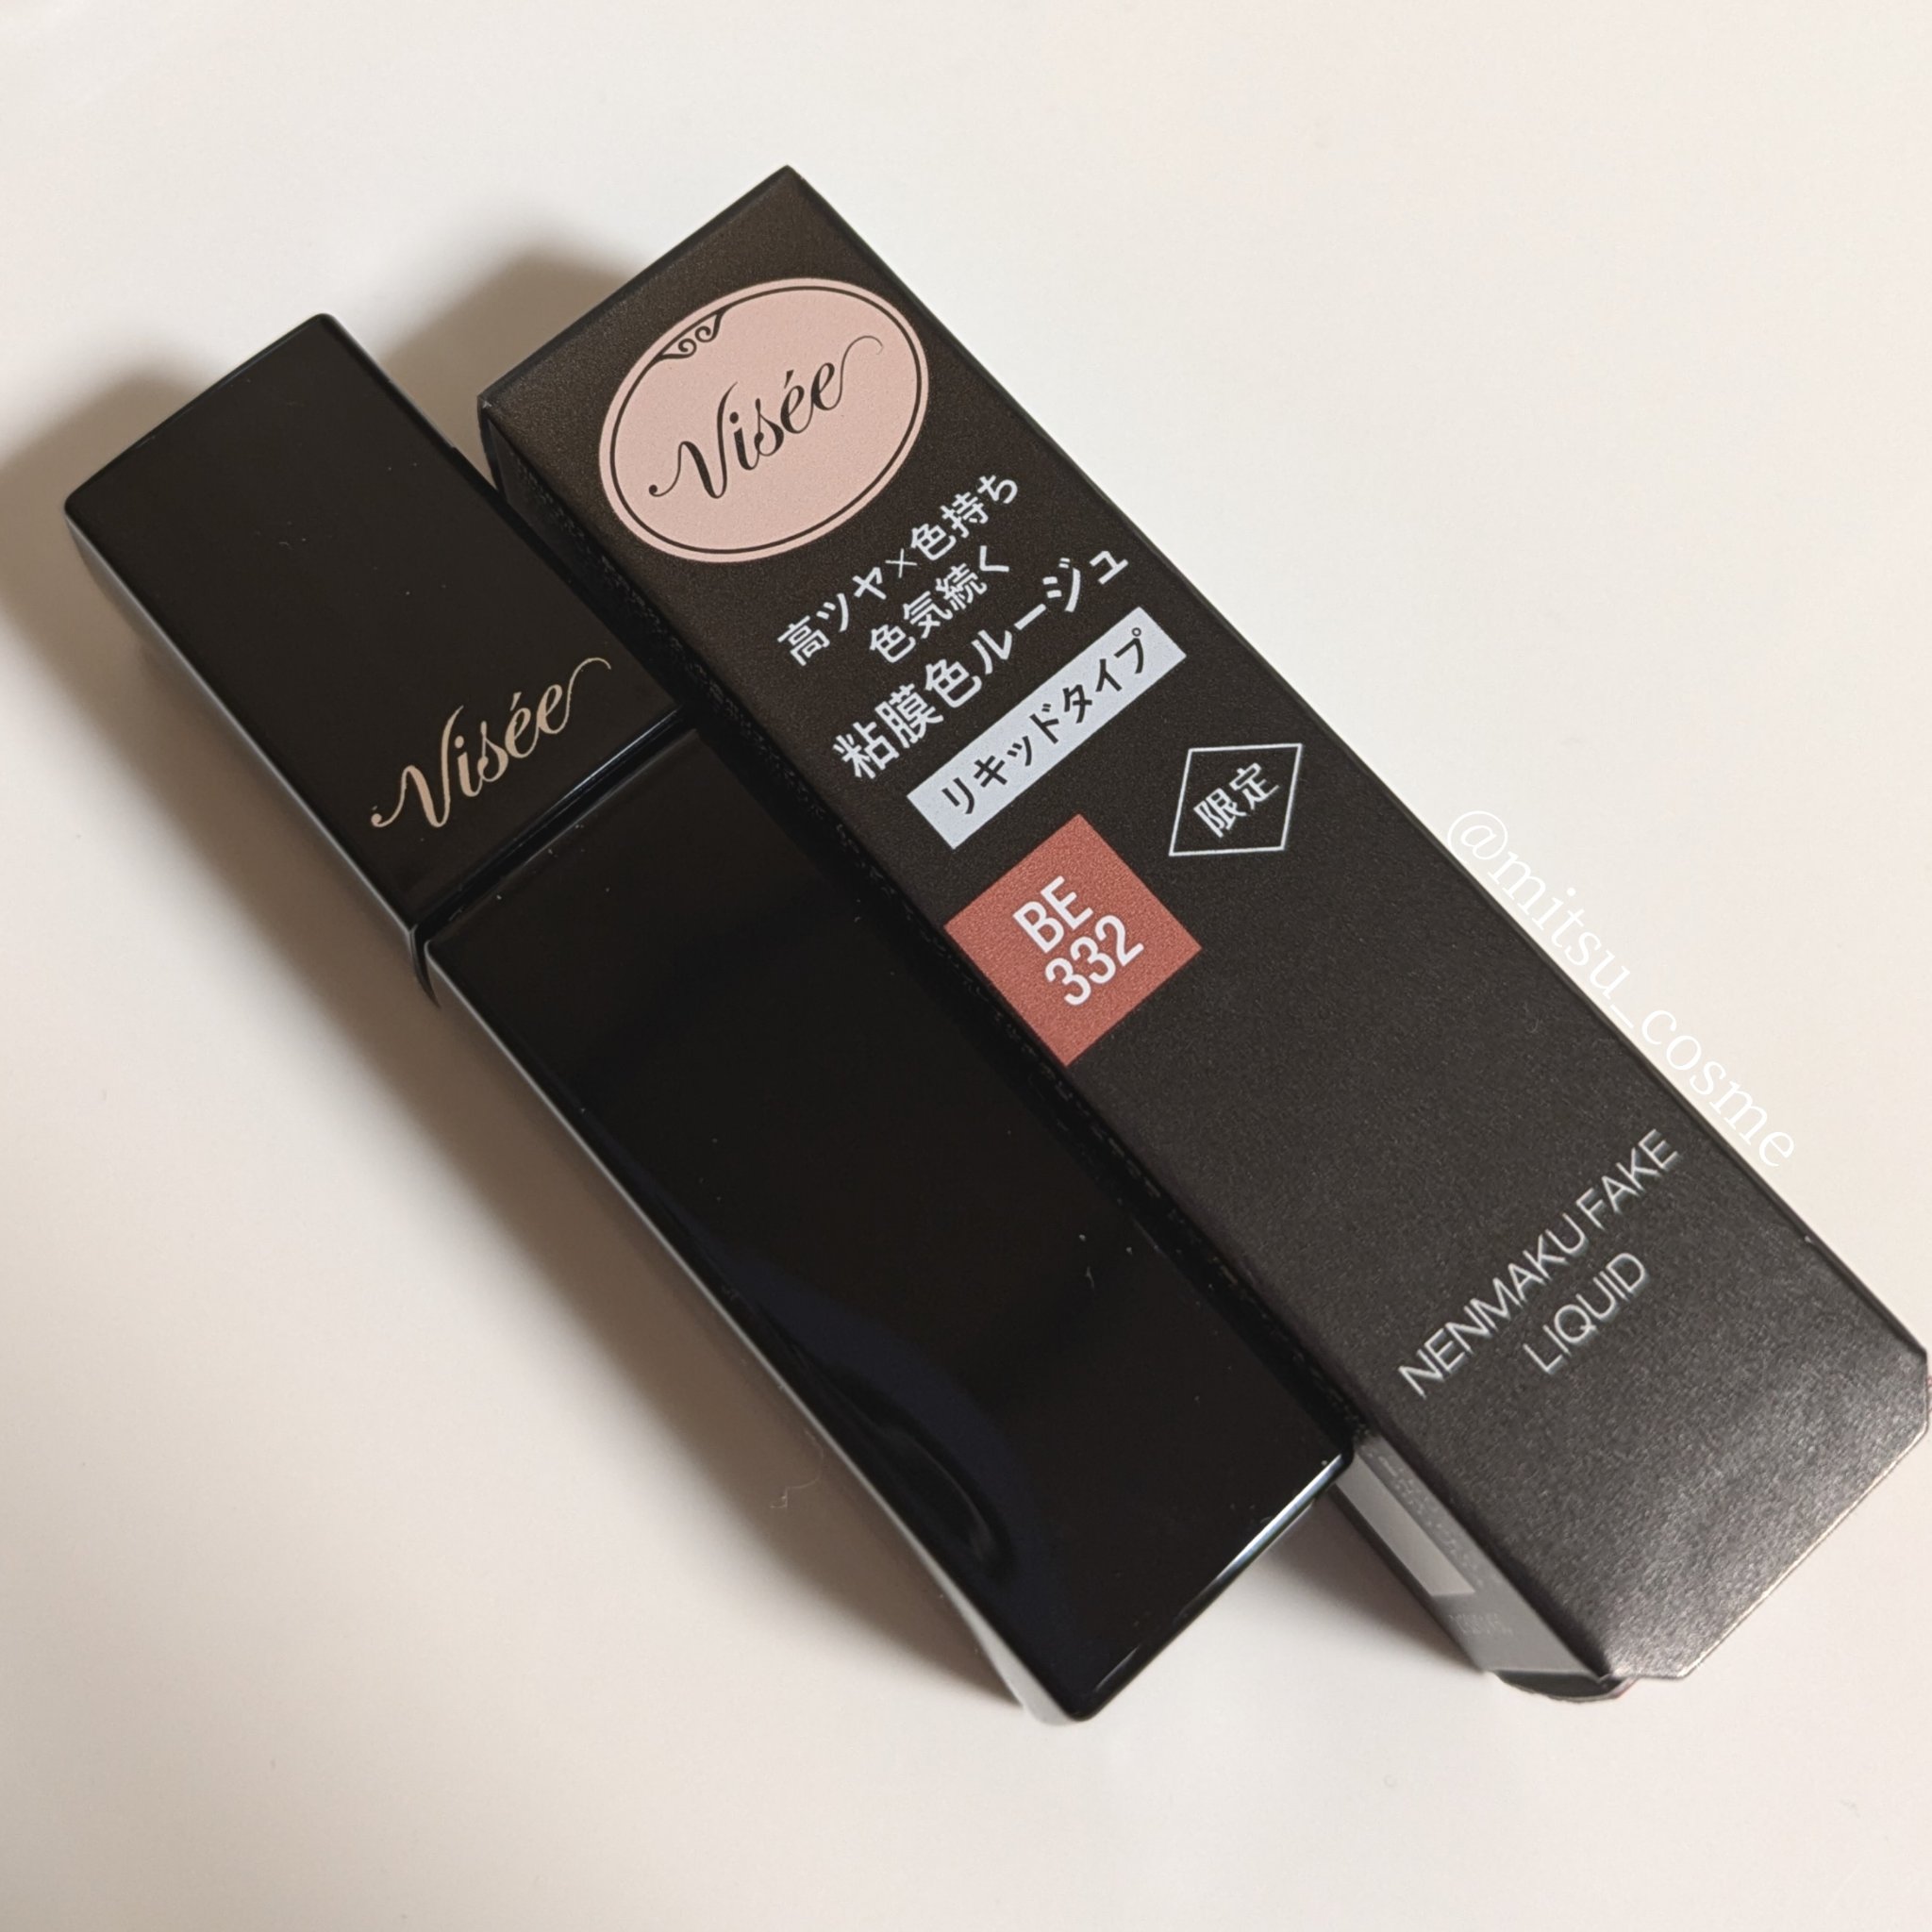 Visée
Visée
高ツヤ×色持ち
色気続く
粘膜色ルージュ
リキッドタイプ
限定
BE
332
NENMAKU FAKE
LIQUID
@mitsu_cosme